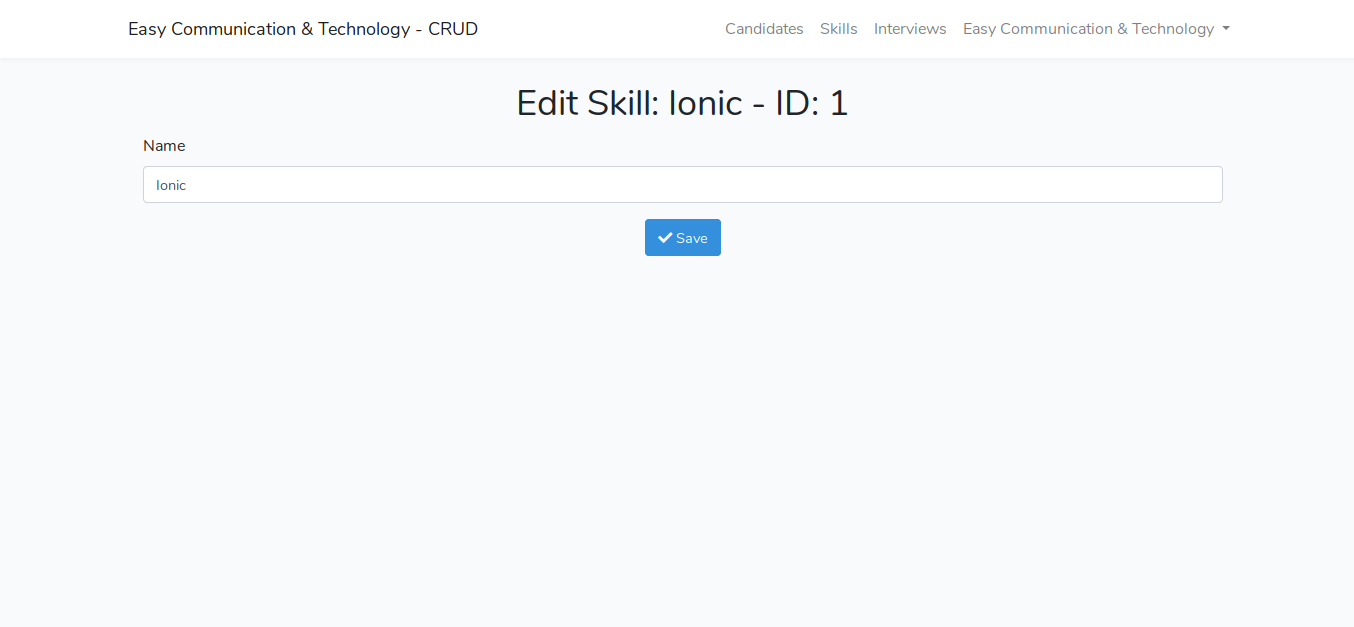 Easy Communication & Technology - CRUD
Candidates Skills Interviews Easy Communication & Technology
Edit Skill: Ionic - ID: 1
Name
Ionic
Save